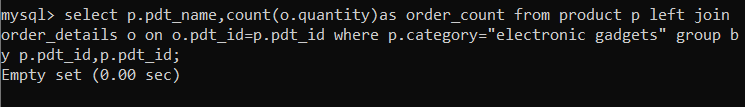 mysql> select p.pdt_name,count(o.quantity)as order_count from product p left join
order_details o on o.pdt_id=p.pdt_id where p.category="electronic gadgets" group b
y p.pdt_id,p.pdt_id;
Empty set (0.00 sec)